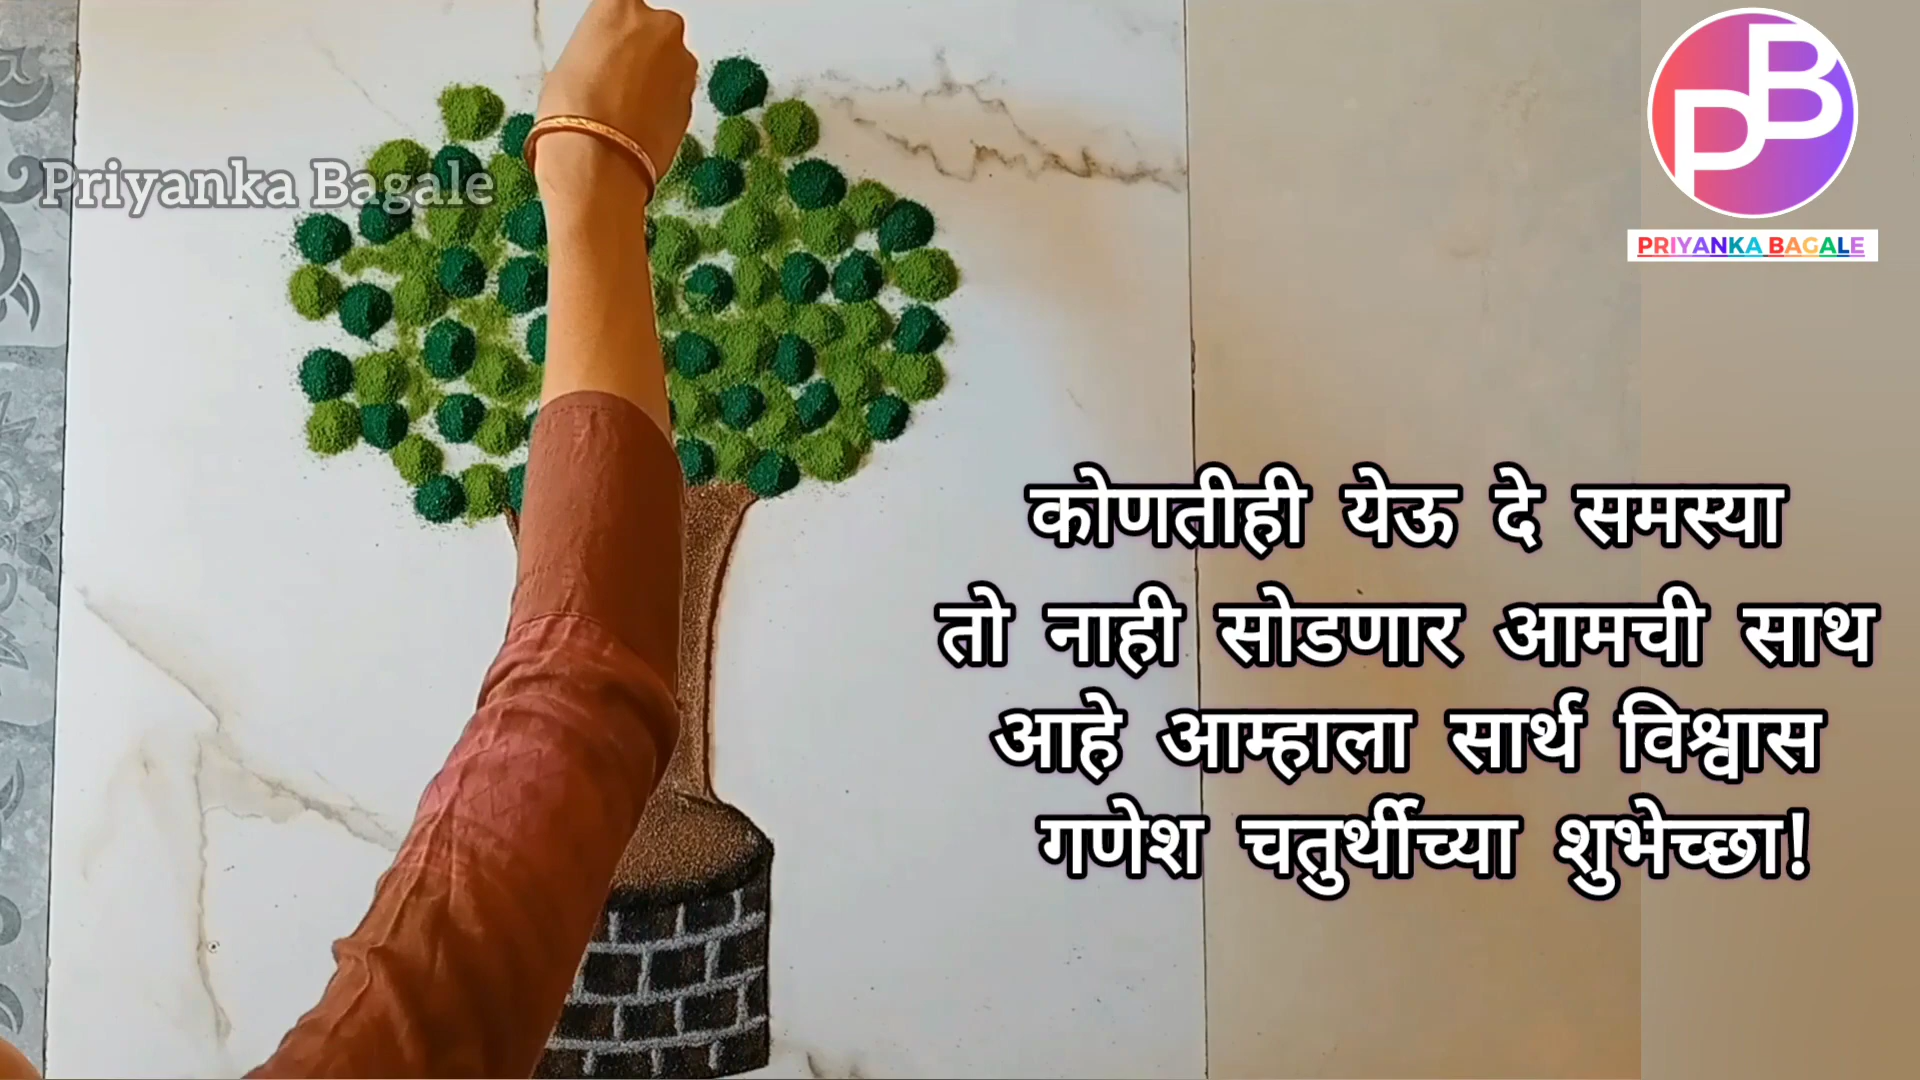 Priyanka Bagale
PB
PRIYANKA BAGALE
कोणतीही येऊ दे समस्या
तो नाही सोडणार आमची साथ
आहे आम्हाला सार्थ विश्वास
गणेश चतुर्थीच्या शुभेच्छा!